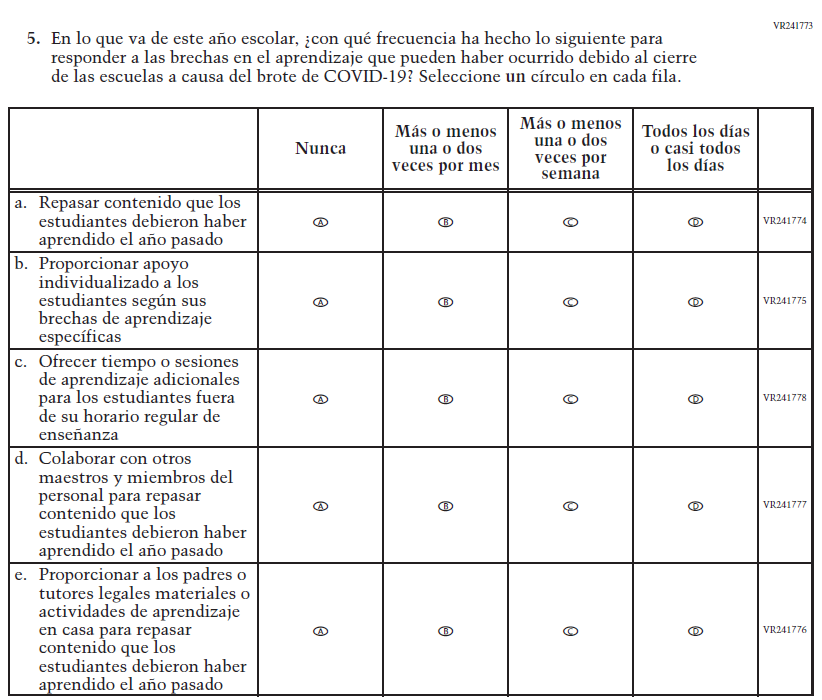 VR241773
5. En lo que va de este año escolar, ¿con qué frecuencia ha hecho lo siguiente para
responder a las brechas en el aprendizaje que pueden haber ocurrido debido al cierre
de las escuelas a causa del brote de COVID-19? Seleccione un círculo en cada fila.
Nunca
Más o menos
una o dos
veces por mes
Más o menos
una o dos
veces por
semana
Todos los días
o casi todos
los días
a. Repasar contenido que los
estudiantes debieron haber
aprendido el año pasado
A B C D VR241774
b. Proporcionar apoyo
individualizado a los
estudiantes según sus
brechas de aprendizaje
específicas
A B C D VR241775
c. Ofrecer tiempo o sesiones
de aprendizaje adicionales
para los estudiantes fuera
de su horario regular de
enseñanza
A B C D VR241778
d. Colaborar con otros
maestros y miembros del
personal para repasar
contenido que los
estudiantes debieron haber
aprendido el año pasado
A B C D VR241777
e. Proporcionar a los padres o
tutores legales materiales o
actividades de aprendizaje
en casa para repasar
contenido que los
estudiantes debieron haber
aprendido el año pasado
A B C D VR241776